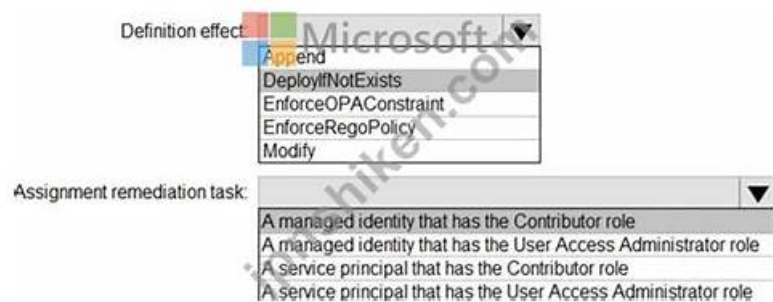 Definition effect:
Microsoft
Append
DeployIfNotExists
EnforceOPAConstraint
EnforceRegoPolicy
Modify
Assignment remediation task:
A managed identity that has the Contributor role
A managed identity that has the User Access Administrator role
A service principal that has the Contributor role
A service principal that has the User Access Administrator role
jpnshiken.com